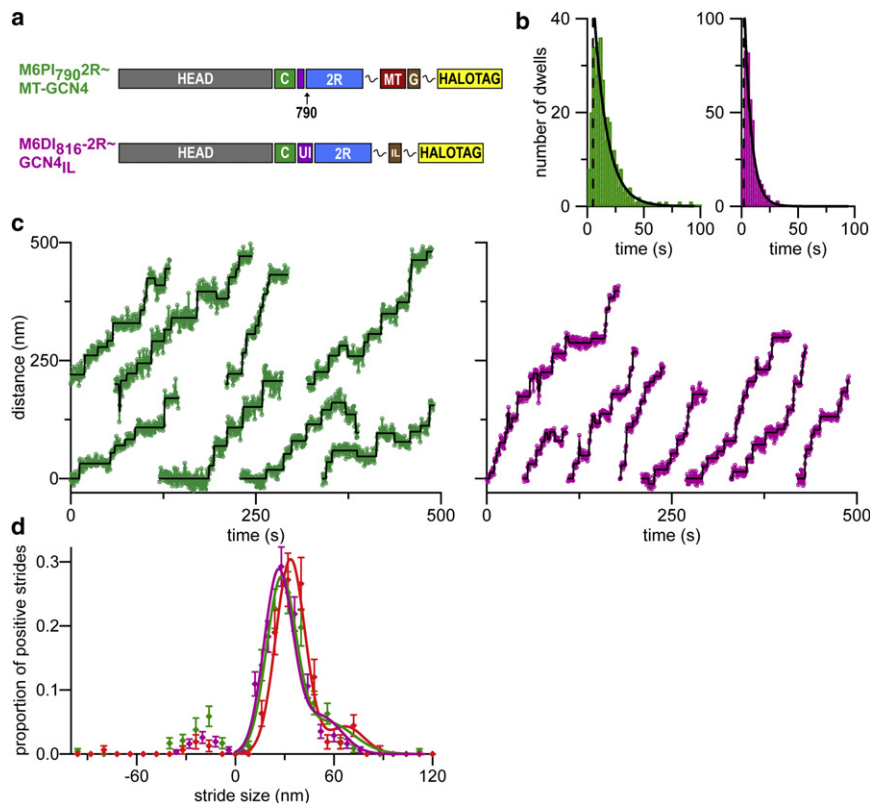 a
M6PI790 2R~
MT-GCN4
HEAD
C
2R
MT
G
HALOTAG
790
M6DI816-2R~
GCN4IL
HEAD
C
UI
2R
IL
HALOTAG
b
number of dwells
40
20
0
0
50
100
time (s)
100
50
0
0
50
100
time (s)
c
distance (nm)
500
250
0
0
250
500
time (s)
0
250
500
time (s)
d
proportion of positive strides
0.3
0.2
0.1
0.0
-60
0
60
120
stride size (nm)